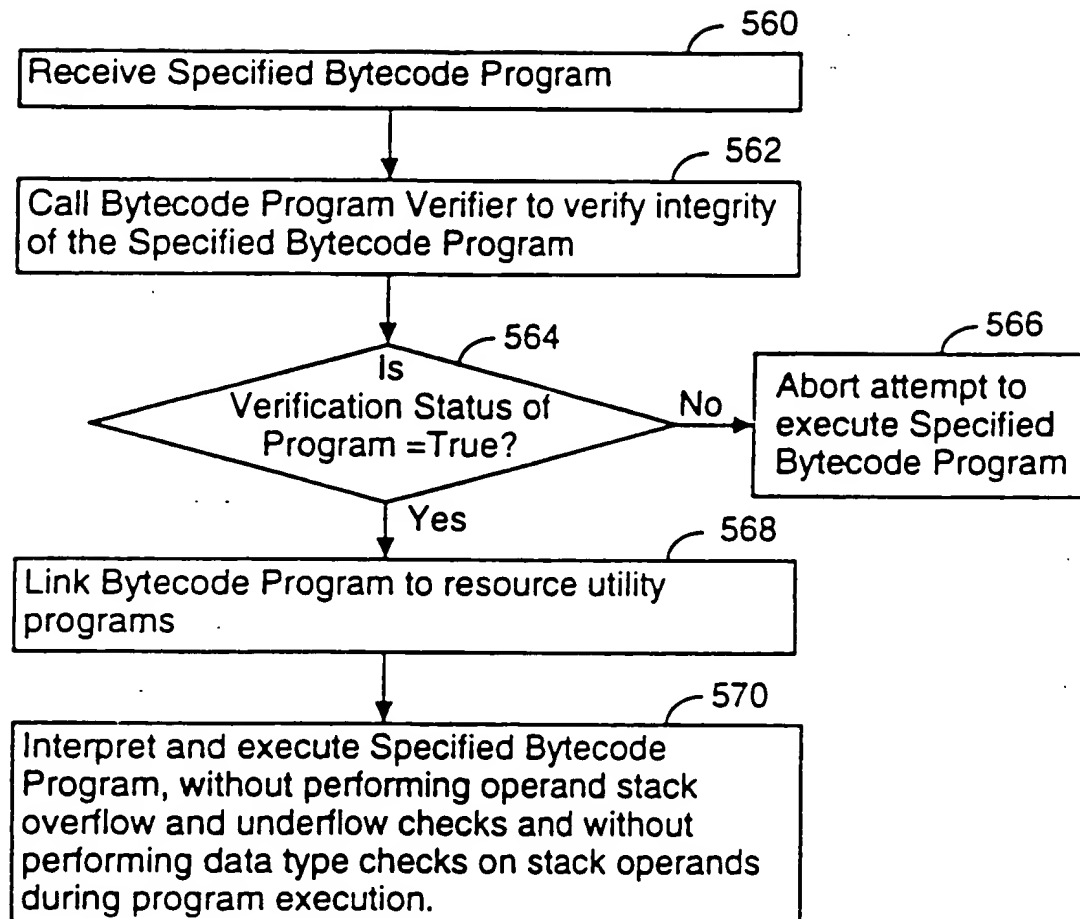 560
Receive Specified Bytecode Program
562
Call Bytecode Program Verifier to verify integrity
of the Specified Bytecode Program
564
Is
Verification Status of
Program =True?
No
566
Abort attempt to
execute Specified
Bytecode Program
Yes
568
Link Bytecode Program to resource utility
programs
570
Interpret and execute Specified Bytecode
Program, without performing operand stack
overflow and underflow checks and without
performing data type checks on stack operands
during program execution.